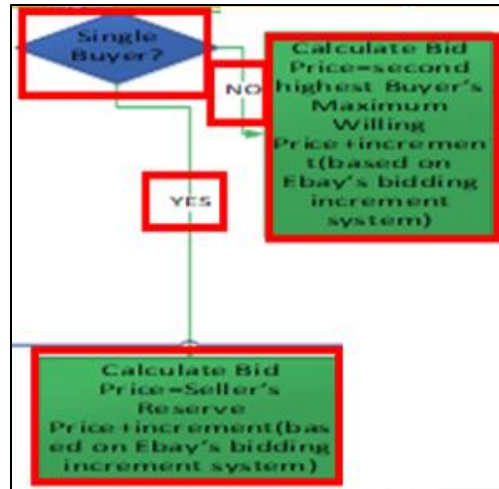 Single
Buyer?
NO
Calculate Bid
Price=second
highest Buyer's
Maximum
Willing
Price+incremen
t(based on
Ebay's bidding
increment
system)
YES
Calculate Bid
Price=Seller's
Reserve
Price+increment(bas
ed on Ebay's bidding
increment system)